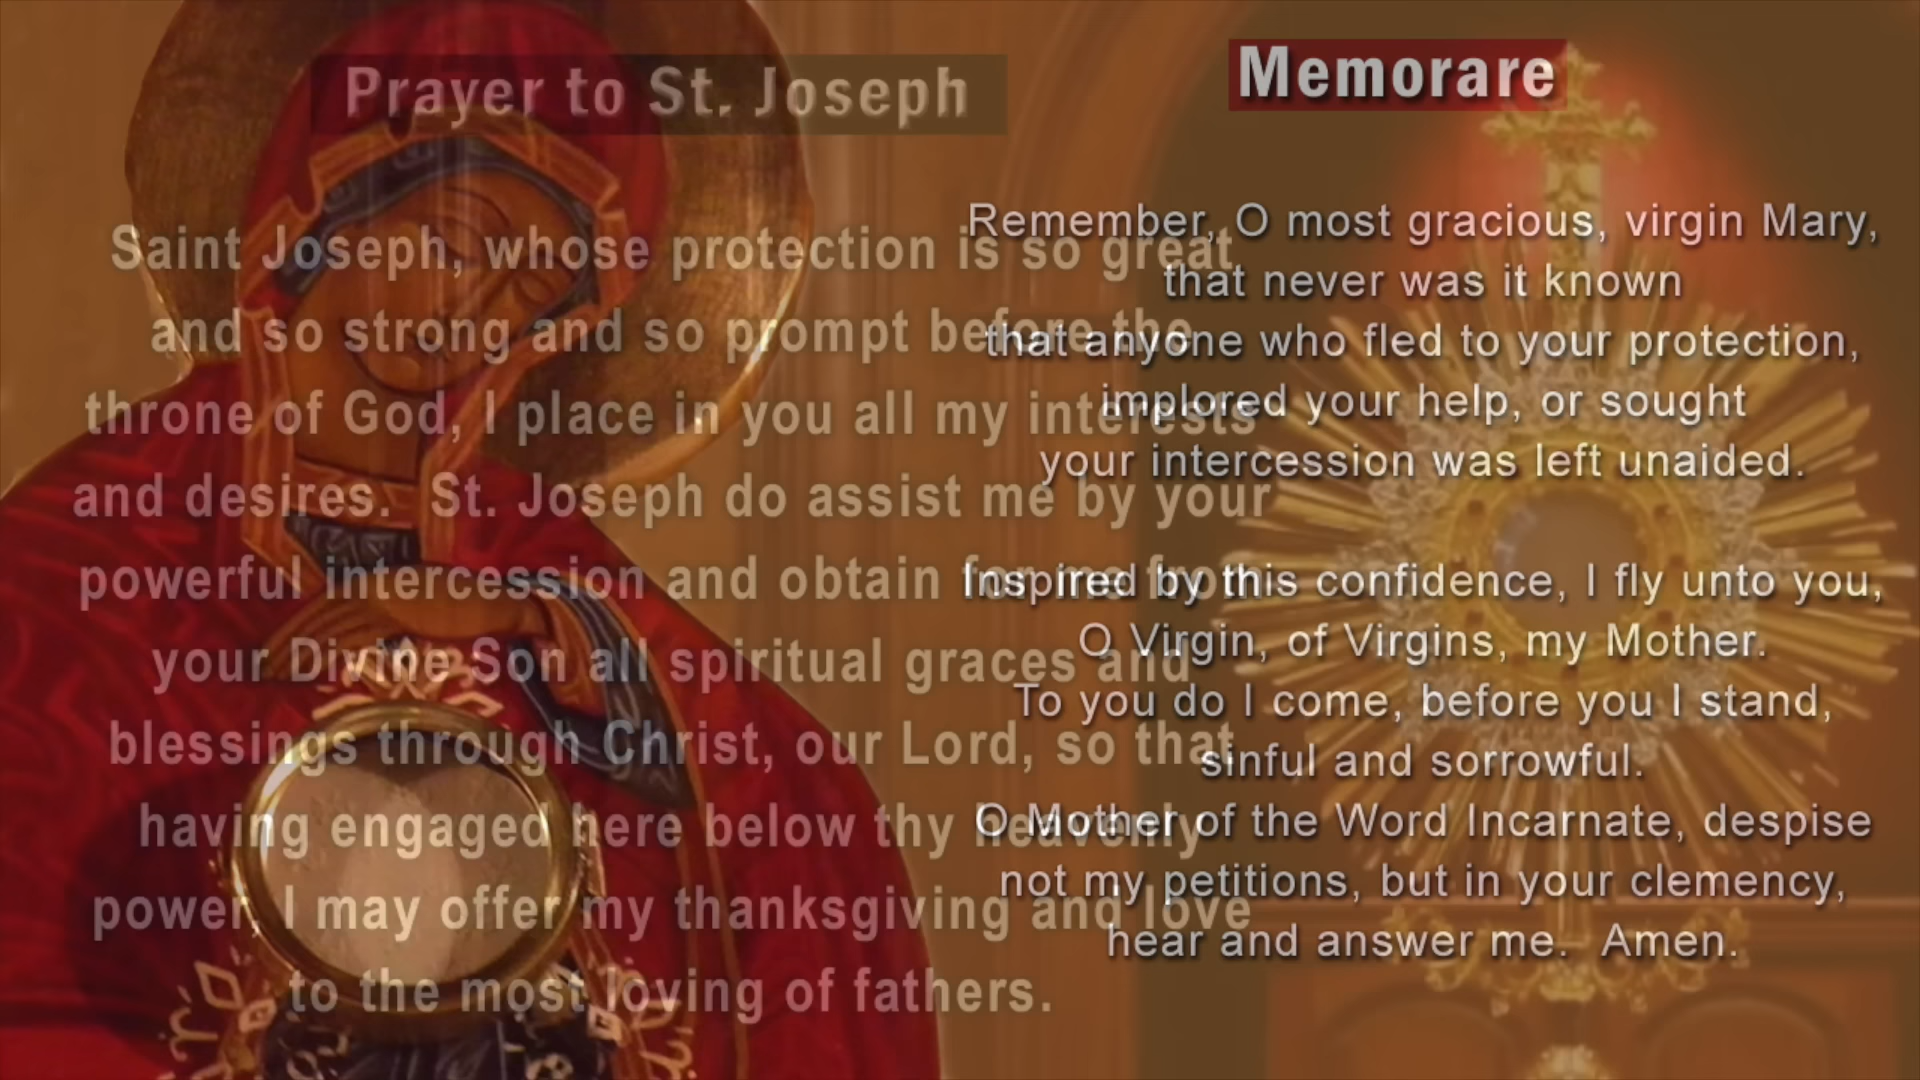 Prayer to St. Joseph
Saint Joseph, whose protection is so great
and so strong and so prompt before the
throne of God, I place in you all my interests
and desires. St. Joseph do assist me by your
powerful intercession and obtain for me from
your Divine Son all spiritual graces and
blessings through Christ, our Lord, so that
having engaged here below thy heavenly
power, I may offer my thanksgiving and love
to the most loving of fathers.
Memorare
Remember, O most gracious, virgin Mary,
that never was it known
that anyone who fled to your protection,
implored your help, or sought
your intercession was left unaided.
Inspired by this confidence, I fly unto you,
O Virgin, of Virgins, my Mother.
To you do I come, before you I stand,
sinful and sorrowful.
O Mother of the Word Incarnate, despise
not my petitions, but in your clemency,
hear and answer me. Amen.